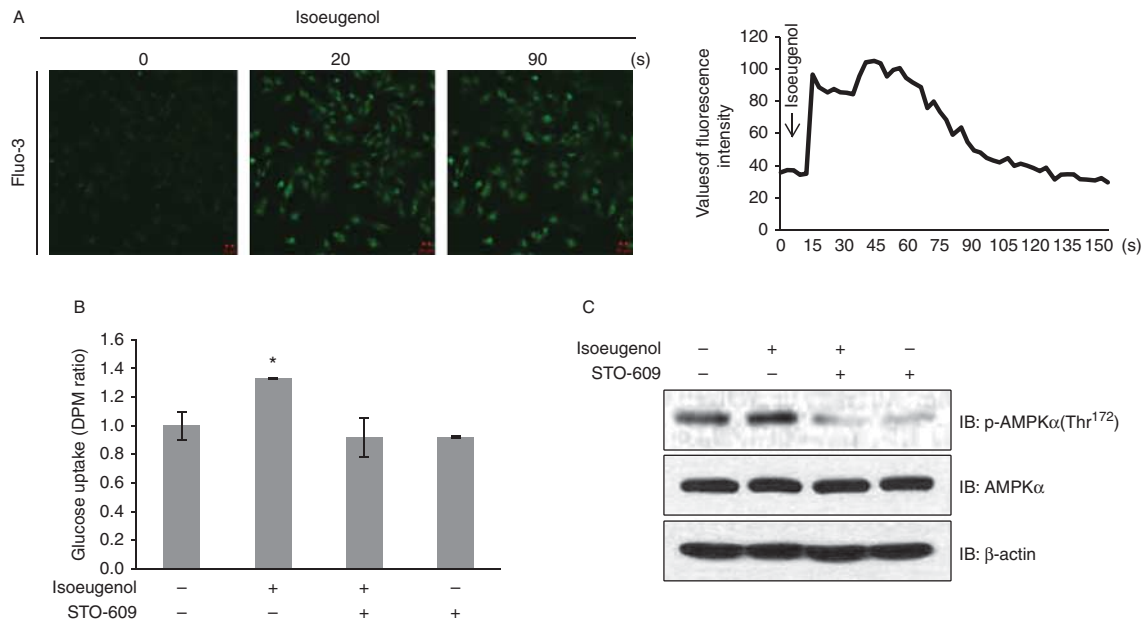 A
Isoeugenol
0 20 90 (s)
Fluo-3
Valuesof fluorescence
intensity
120
100
80
60
40
20
0
Isoeugenol
0 15 30 45 60 75 90 105 120 135 150 (s)
B
Glucose uptake (DPM ratio)
1.6
1.4
1.2
1.0
0.8
0.6
0.4
0.2
0.0
*
Isoeugenol – + + –
STO-609 – – + +
C
Isoeugenol – + + –
STO-609 – – + +
IB: p-AMPKα(Thr172)
IB: AMPKα
IB: β-actin